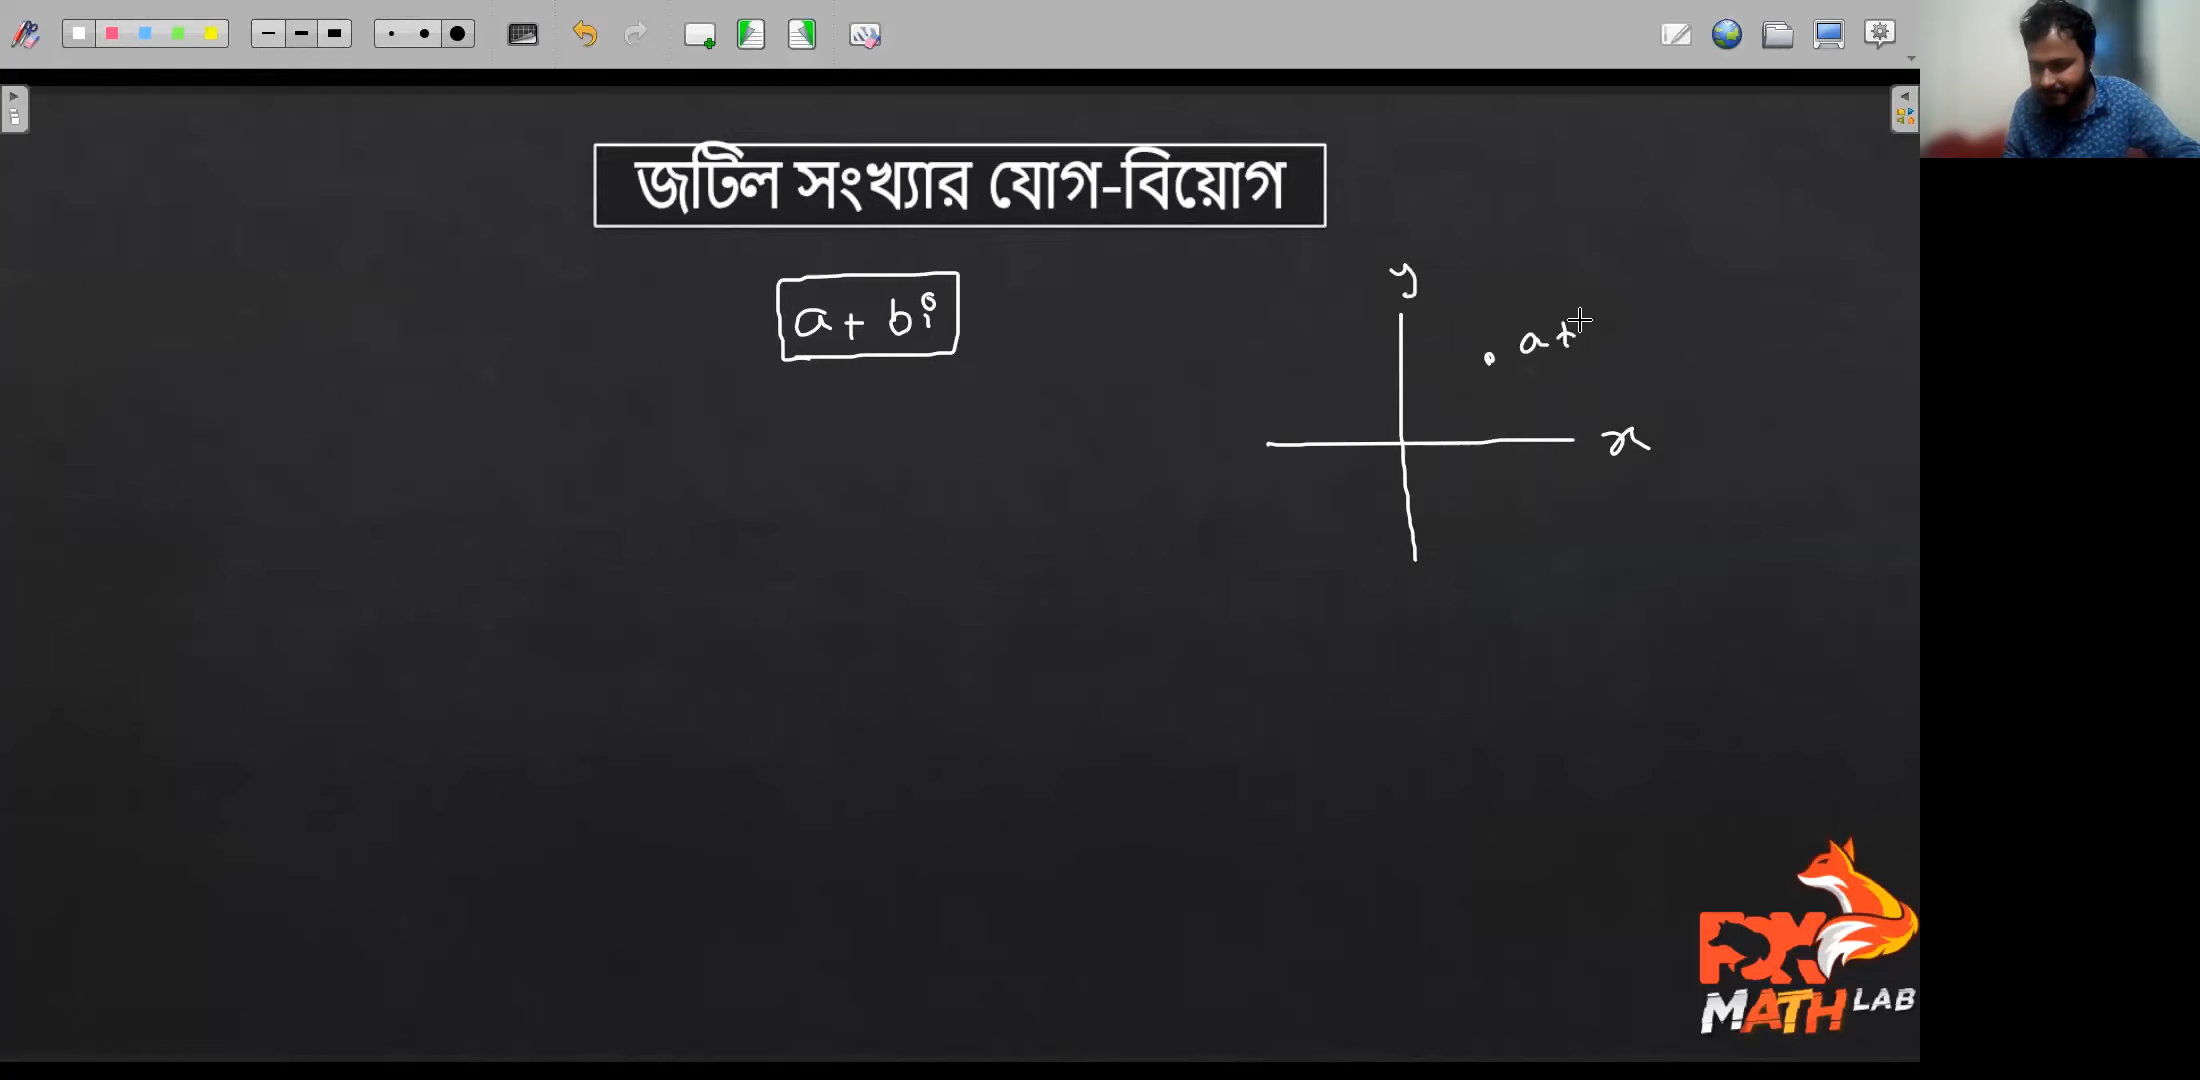 জটিল সংখ্যার যোগ-বিয়োগ
a + bi
y
a +
x
FOX
MATH LAB